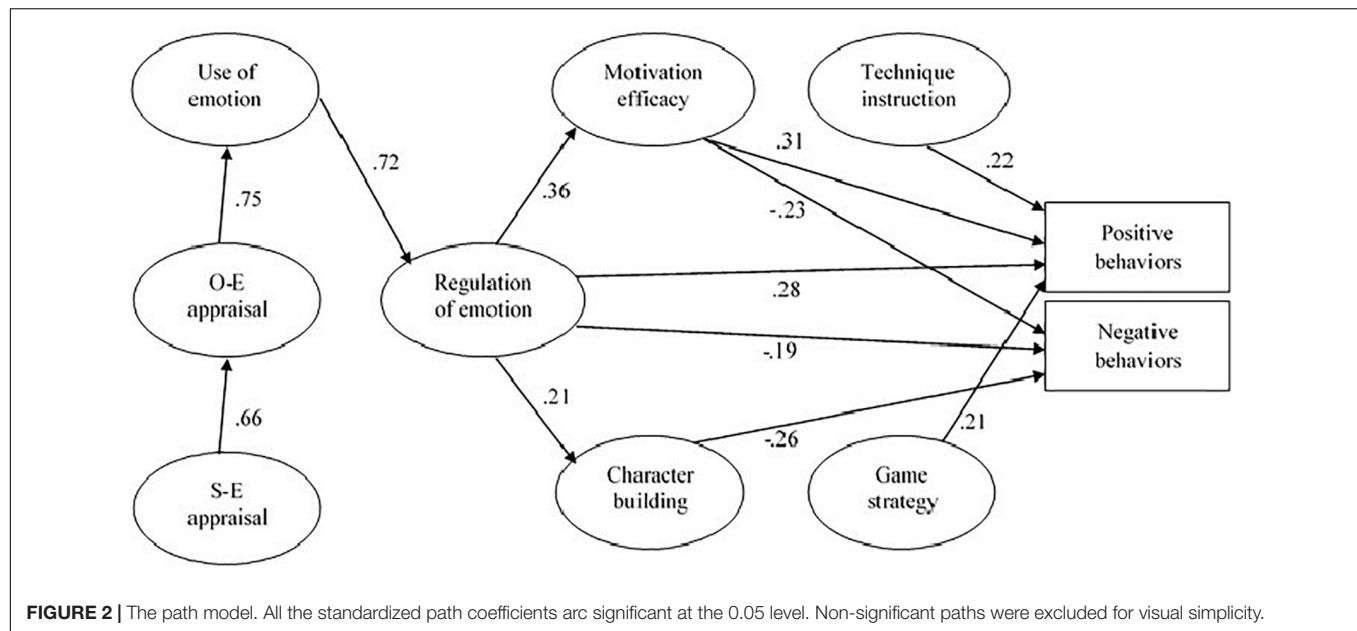 Use of
emotion
Motivation
efficacy
Technique
instruction
.72
.31
.22
.75
.36
-.23
Positive
behaviors
O-E
appraisal
Regulation
of emotion
.28
Negative
behaviors
-.19
.66
.21
.21
-.26
S-E
appraisal
Character
building
Game
strategy
FIGURE 2 | The path model. All the standardized path coefficients arc significant at the 0.05 level. Non-significant paths were excluded for visual simplicity.